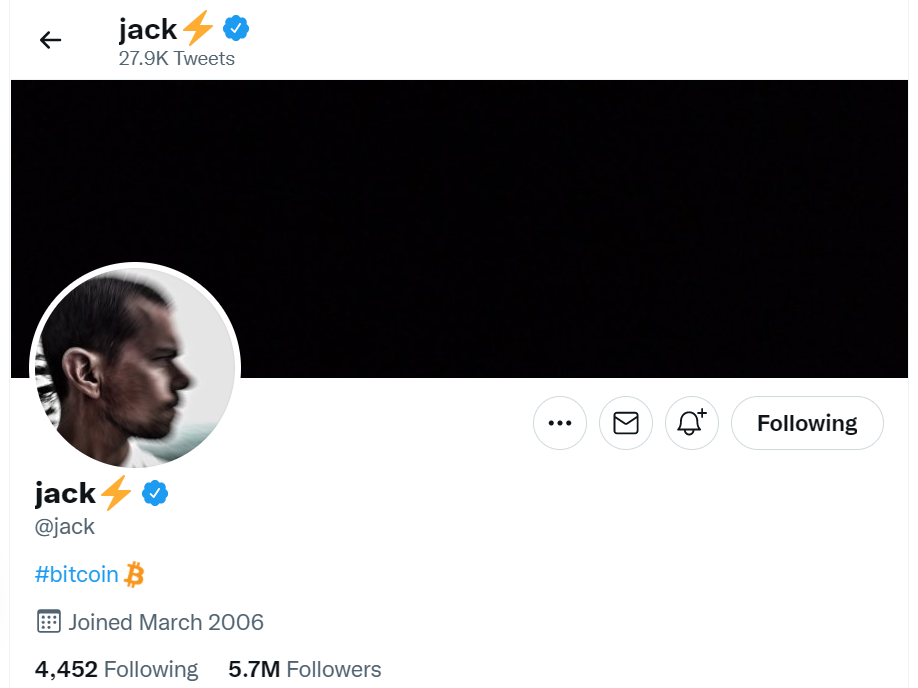 jack⚡
27.9K Tweets
Following
jack⚡
@jack
#bitcoin
Joined March 2006
4,452 Following 5.7M Followers